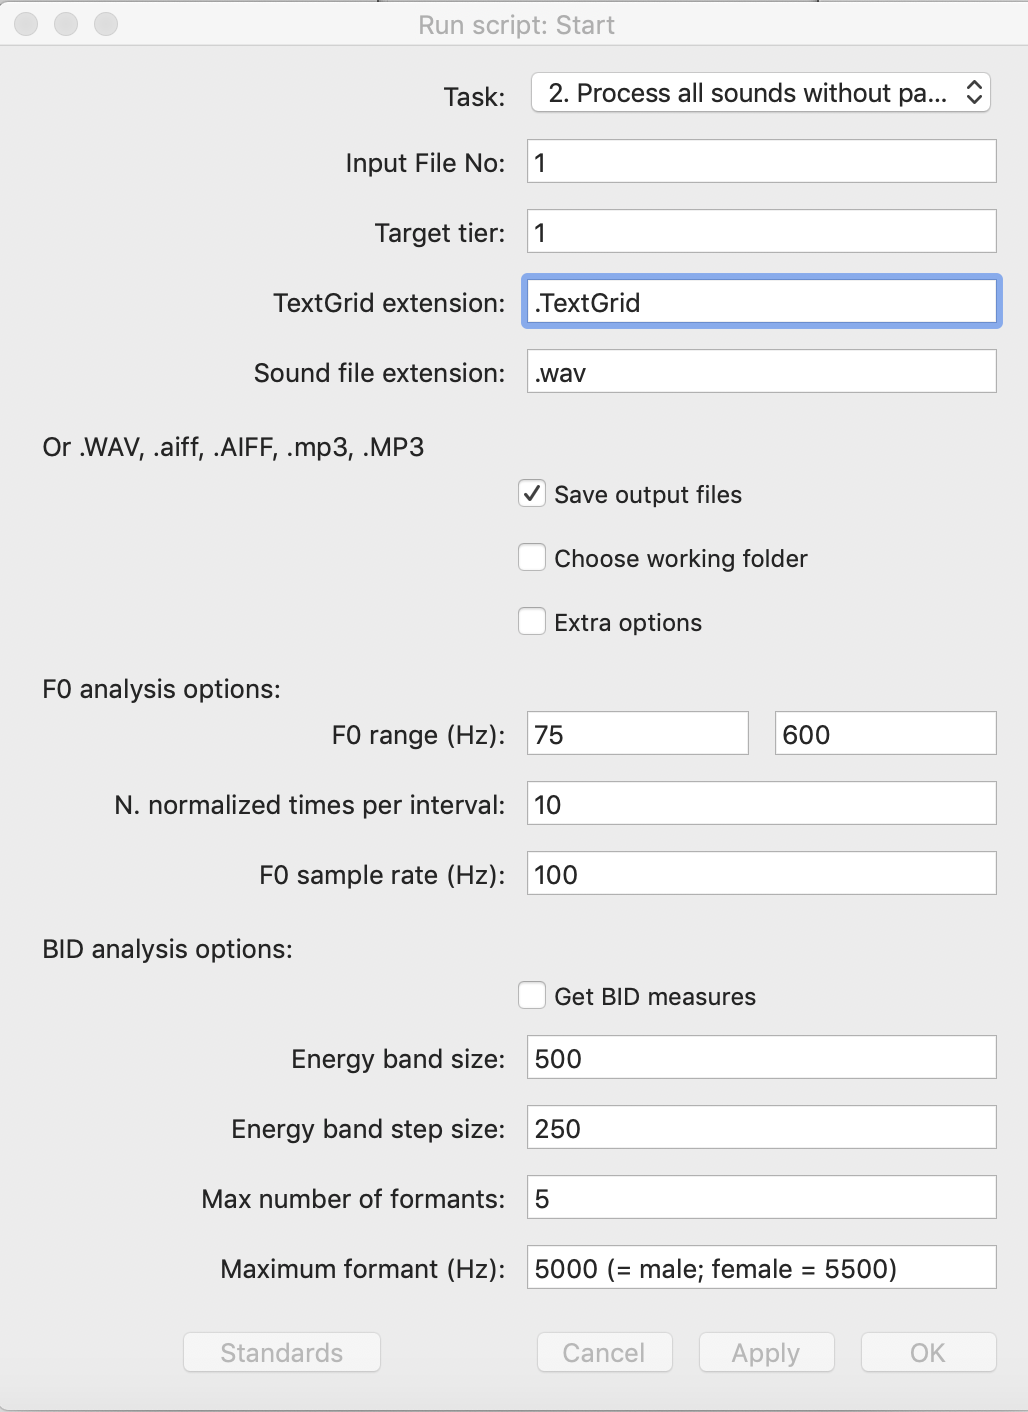 Run script: Start
Task: 2. Process all sounds without pa...
Input File No: 1
Target tier: 1
TextGrid extension: .TextGrid
Sound file extension: .wav
Or .WAV, .aiff, .AIFF, .mp3, .MP3
Save output files
Choose working folder
Extra options
F0 analysis options:
F0 range (Hz): 75 600
N. normalized times per interval: 10
F0 sample rate (Hz): 100
BID analysis options:
Get BID measures
Energy band size: 500
Energy band step size: 250
Max number of formants: 5
Maximum formant (Hz): 5000 (= male; female = 5500)
Standards Cancel Apply OK